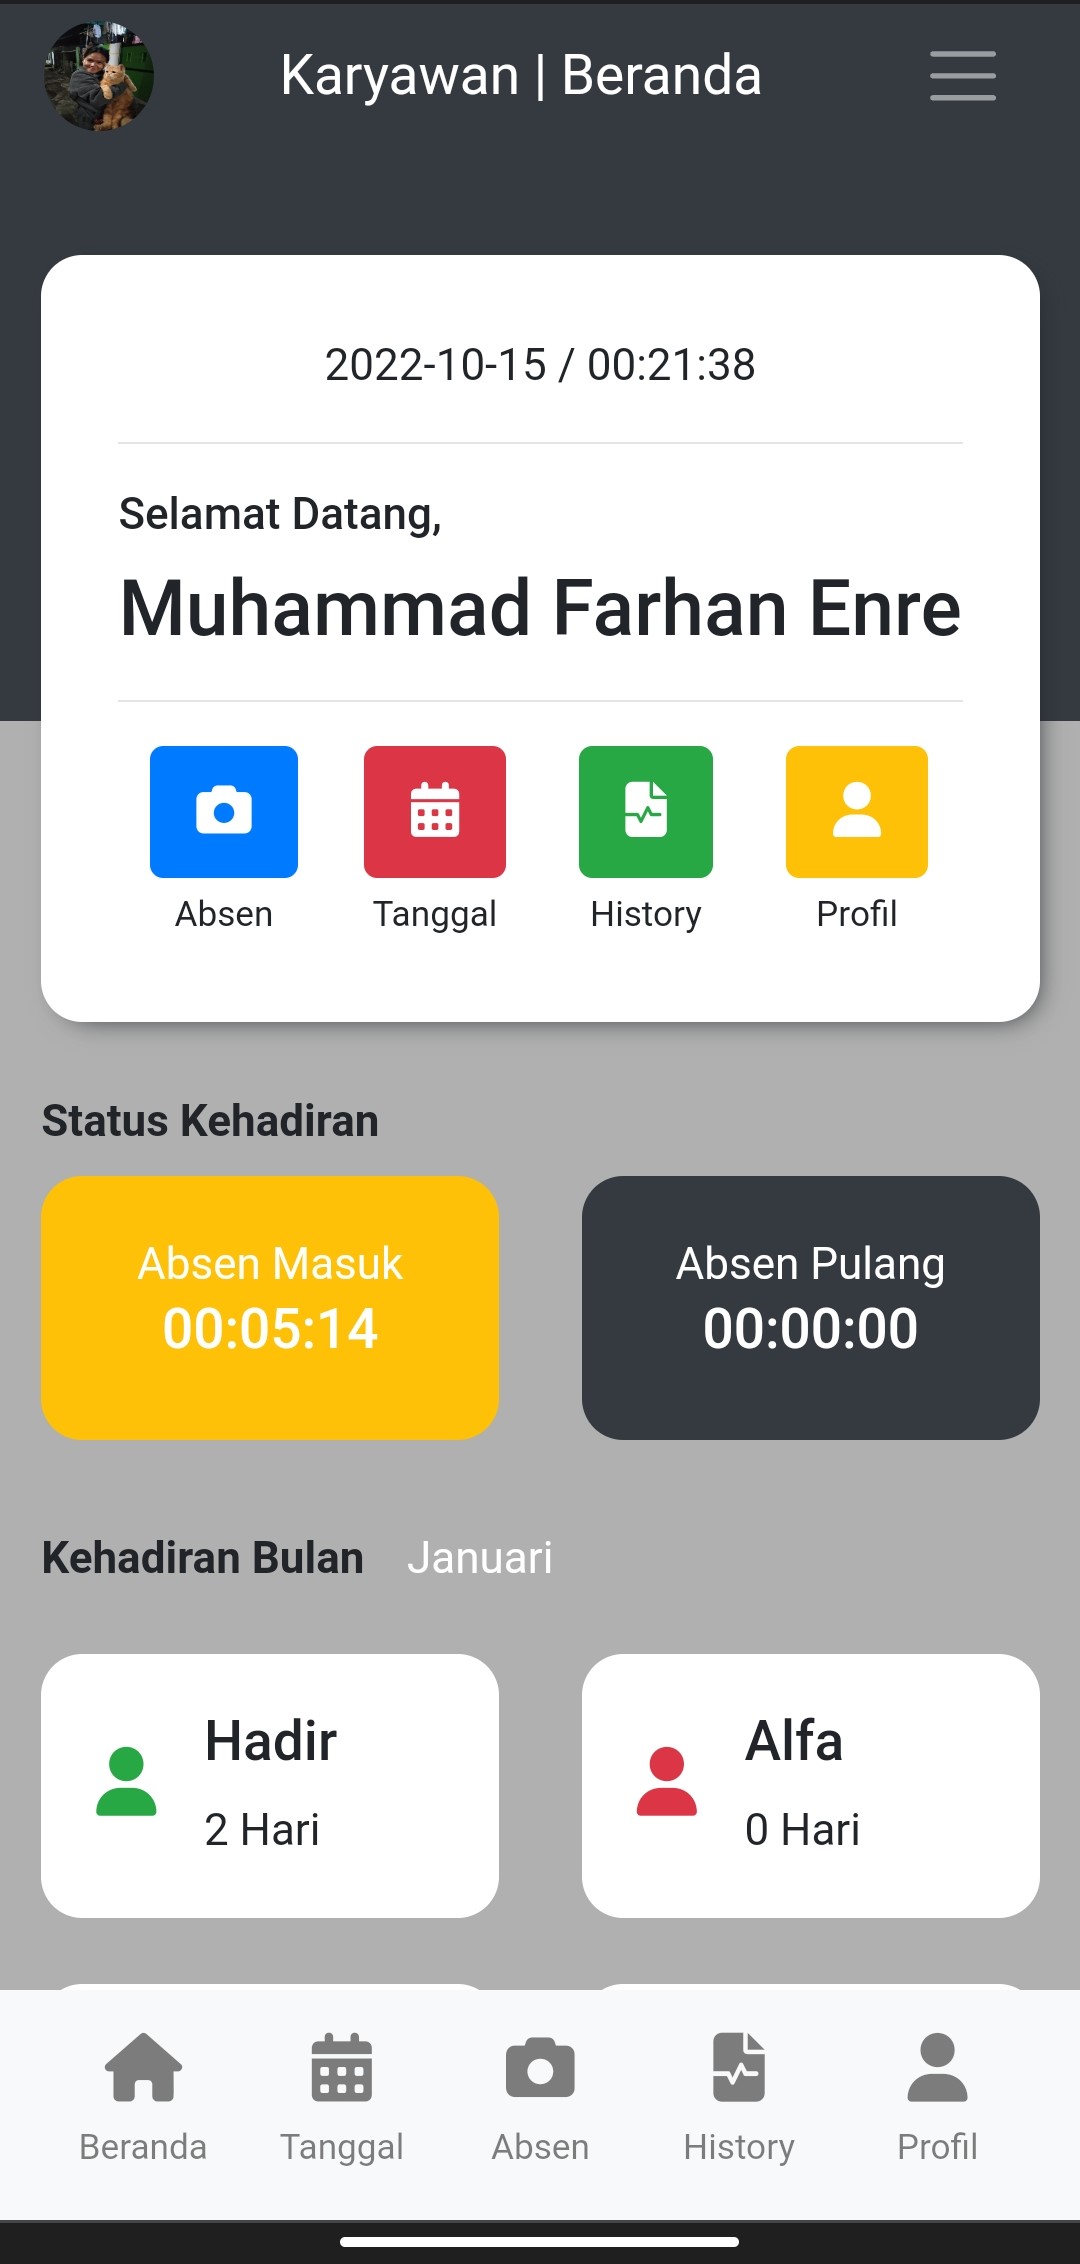 Karyawan | Beranda
2022-10-15 / 00:21:38
Selamat Datang,
Muhammad Farhan Enre
Absen
Tanggal
History
Profil
Status Kehadiran
Absen Masuk
00:05:14
Absen Pulang
00:00:00
Kehadiran Bulan Januari
Hadir
2 Hari
Alfa
0 Hari
Beranda
Tanggal
Absen
History
Profil